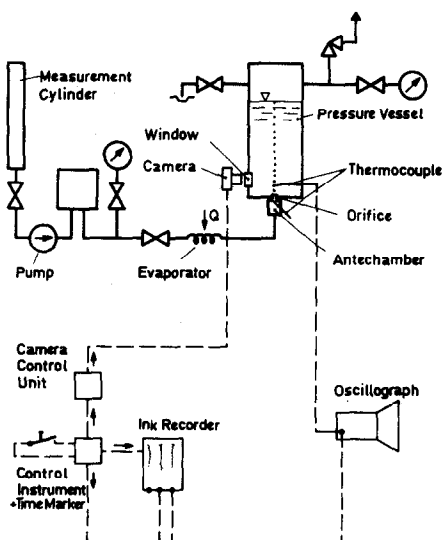 Measurement
Cylinder
Pressure Vessel
Window
Camera
Thermocouple
Orifice
Antechamber
Q
Pump
Evaporator
Camera
Control
Unit
Oscillograph
Ink Recorder
Control
Instrument
+Time Marker